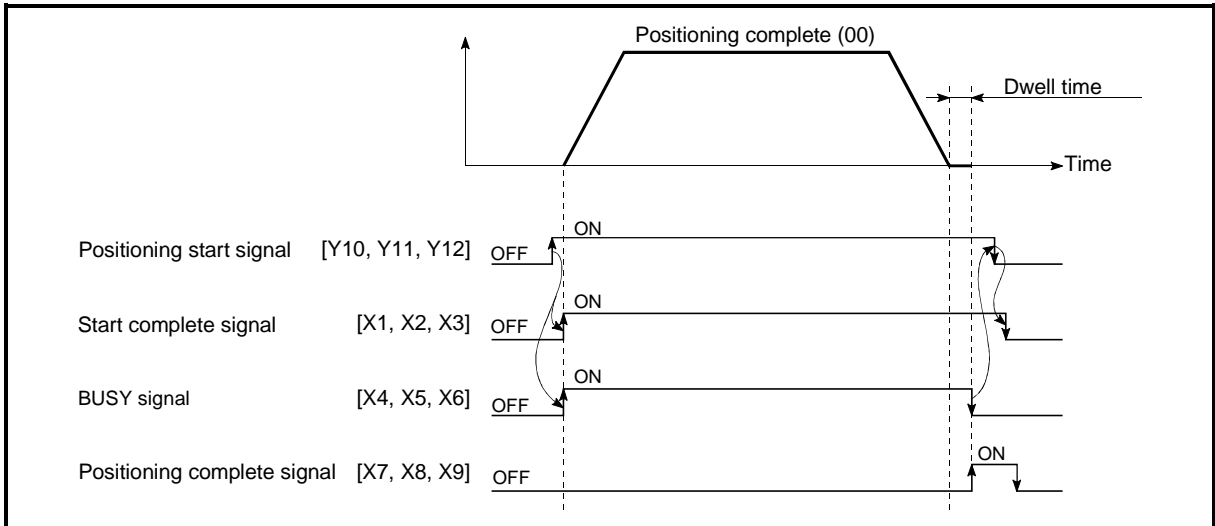 Positioning complete (00)
Dwell time
Time
Positioning start signal [Y10, Y11, Y12] OFF ON
Start complete signal [X1, X2, X3] OFF ON
BUSY signal [X4, X5, X6] OFF ON
Positioning complete signal [X7, X8, X9] OFF ON